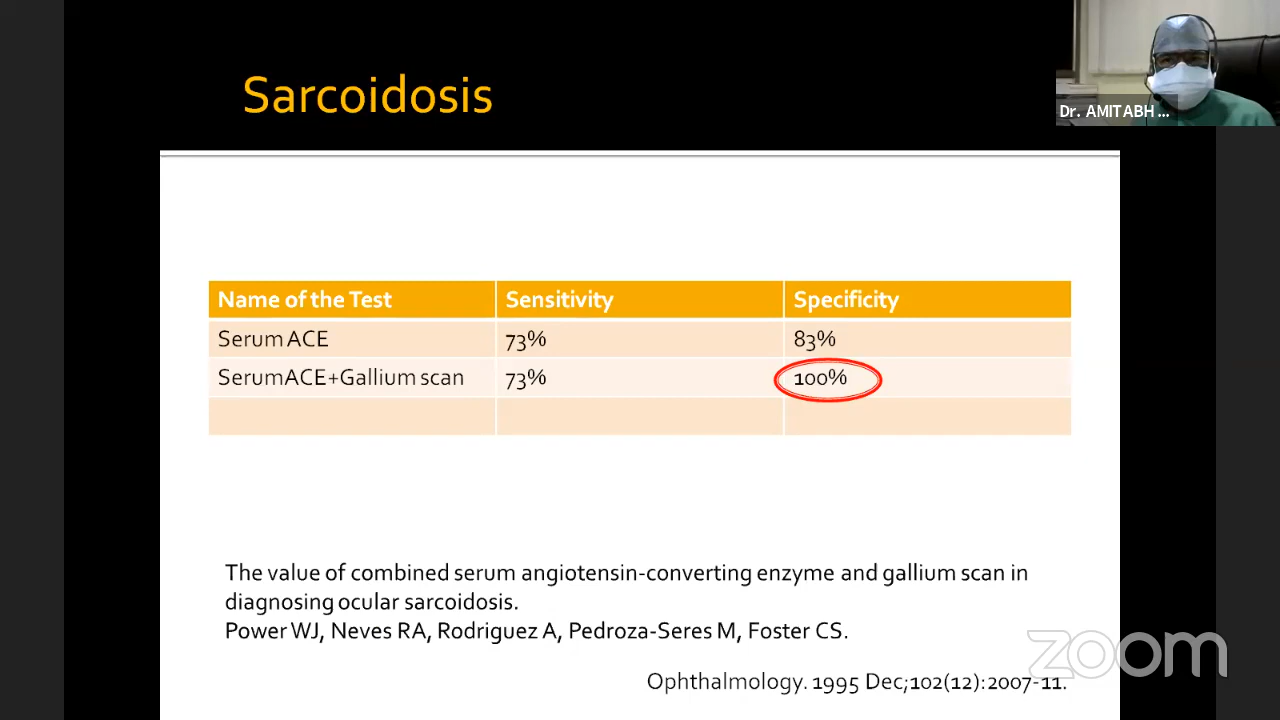 Sarcoidosis
Dr. AMITABH ...
Name of the Test Sensitivity Specificity
Serum ACE 73% 83%
SerumACE+Gallium scan 73% 100%
The value of combined serum angiotensin-converting enzyme and gallium scan in
diagnosing ocular sarcoidosis.
Power WJ, Neves RA, Rodriguez A, Pedroza-Seres M, Foster CS.
zoom
Ophthalmology. 1995 Dec;102(12):2007-11.